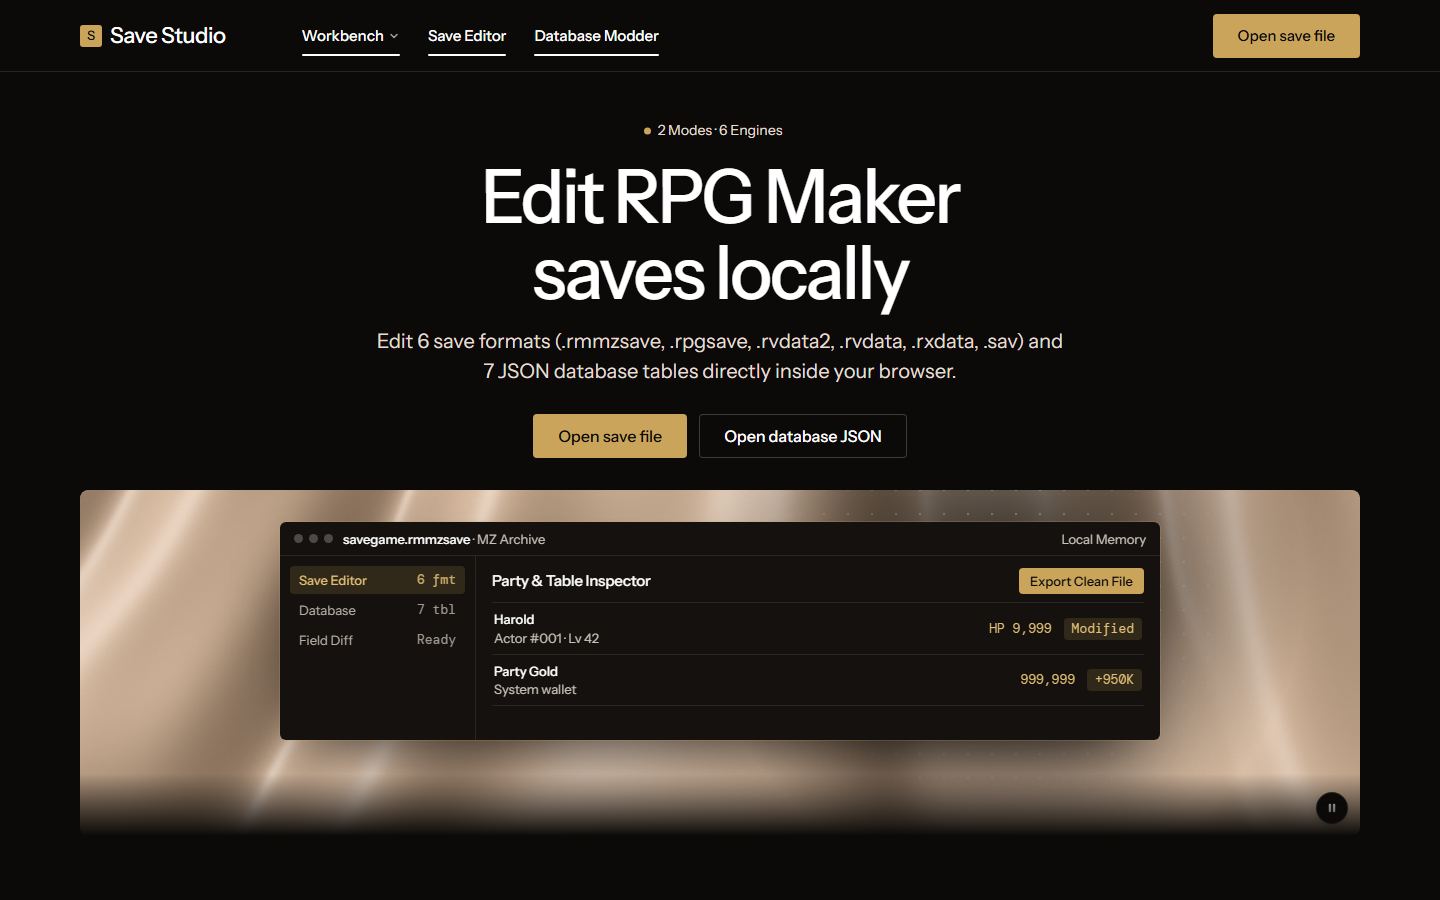 S Save Studio
Workbench
Save Editor
Database Modder
Open save file
2 Modes · 6 Engines
Edit RPG Maker
saves locally
Edit 6 save formats (.rmmzsave, .rpgsave, .rvdata2, .rvdata, .rxdata, .sav) and
7 JSON database tables directly inside your browser.
Open save file
Open database JSON
savegame.rmmzsave · MZ Archive
Local Memory
Save Editor 6 fmt
Database 7 tbl
Field Diff Ready
Party & Table Inspector
Export Clean File
Harold
Actor #001 · Lv 42
HP 9,999 Modified
Party Gold
System wallet
999,999 +950K